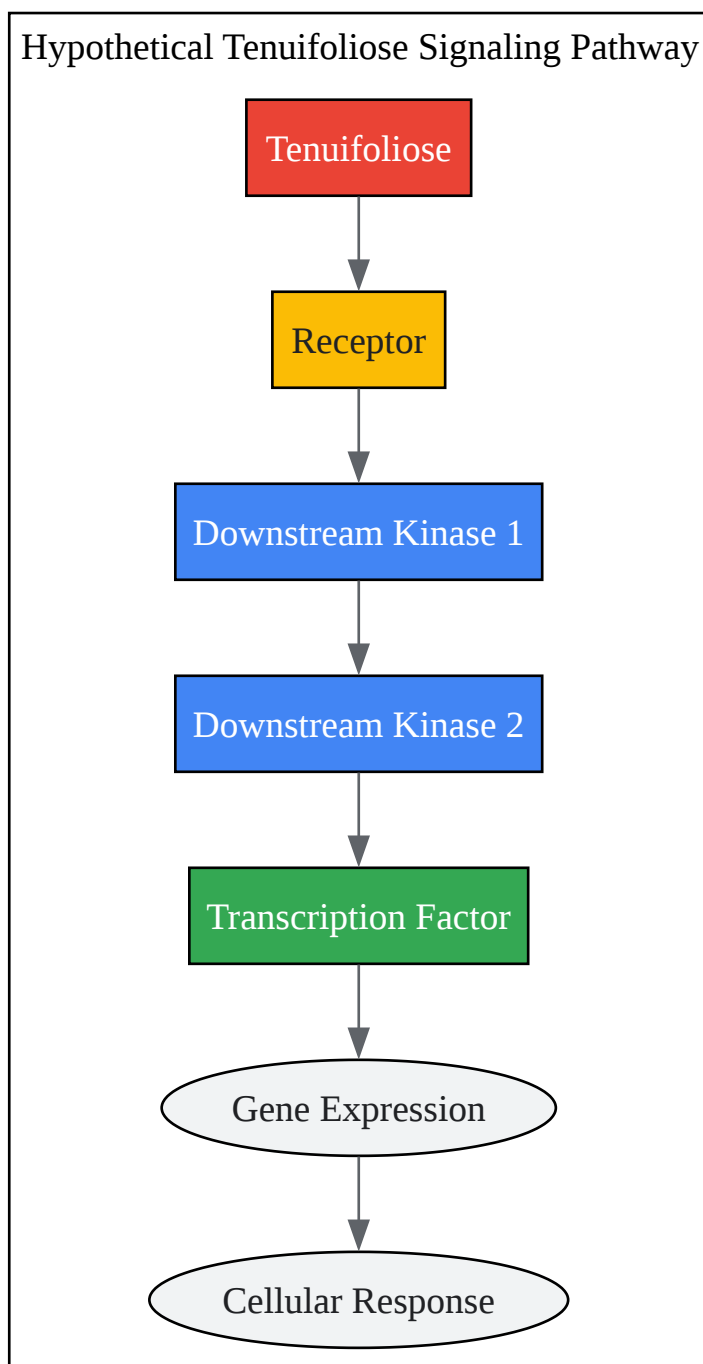 Hypothetical Tenuifoliose Signaling Pathway
Tenuifoliose
Receptor
Downstream Kinase 1
Downstream Kinase 2
Transcription Factor
Gene Expression
Cellular Response